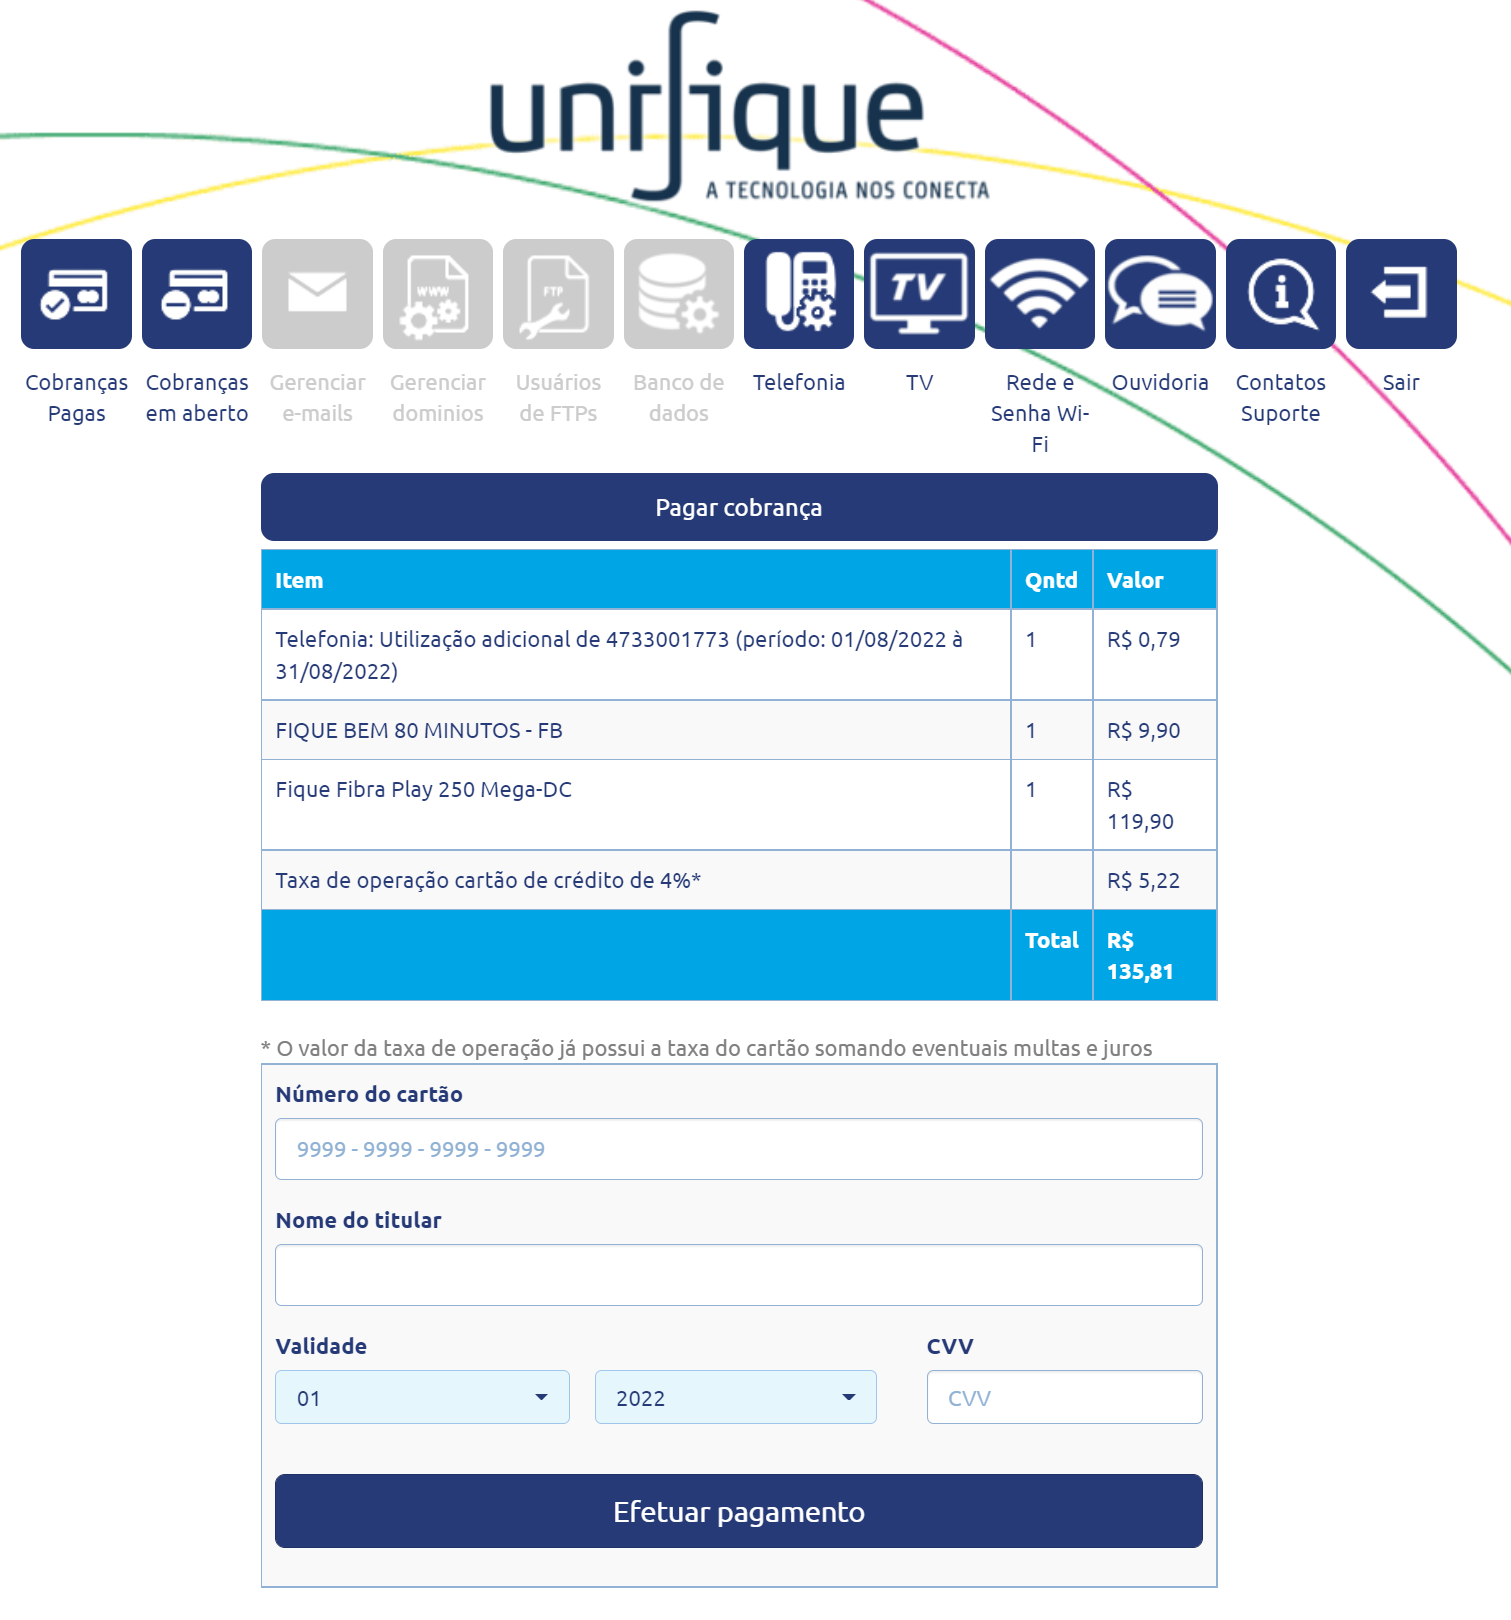 unifique
A TECNOLOGIA NOS CONECTA
WWW
FTP
TV
Cobranças
Pagas
Cobranças
em aberto
Gerenciar
e-mails
Gerenciar
dominios
Usuários
de FTPs
Banco de
dados
Telefonia
TV
Rede e
Senha Wi-
Fi
Ouvidoria
Contatos
Suporte
Sair
Pagar cobrança
Item Qntd Valor
Telefonia: Utilização adicional de 4733001773 (período: 01/08/2022 à 1 R$ 0,79
31/08/2022)
FIQUE BEM 80 MINUTOS - FB 1 R$ 9,90
Fique Fibra Play 250 Mega-DC 1 R$
119,90
Taxa de operação cartão de crédito de 4%* R$ 5,22
Total R$
135,81
* O valor da taxa de operação já possui a taxa do cartão somando eventuais multas e juros
Número do cartão
9999 - 9999 - 9999 - 9999
Nome do titular
Validade CVV
01 2022 CVV
Efetuar pagamento